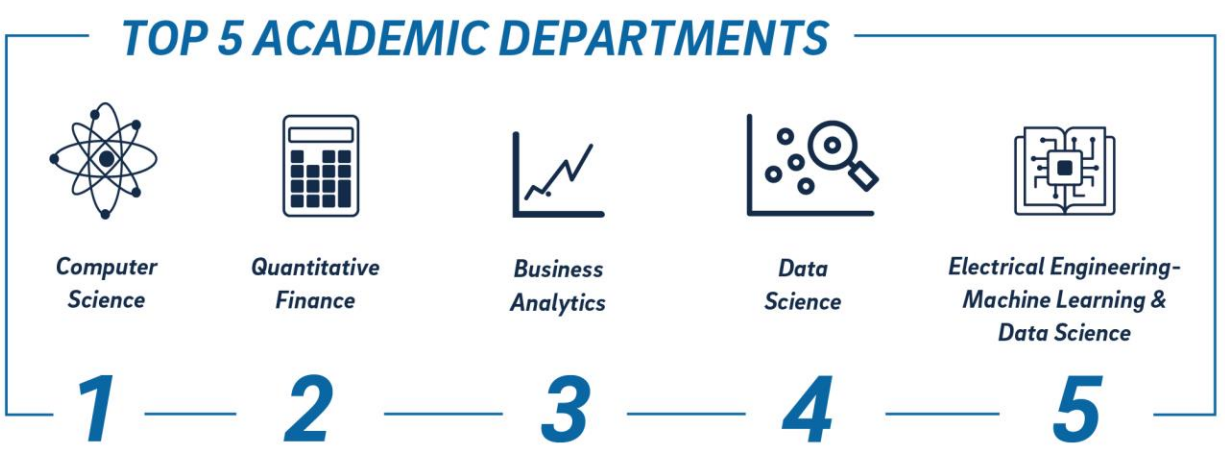 TOP 5 ACADEMIC DEPARTMENTS
Computer
Science
Quantitative
Finance
Business
Analytics
Data
Science
Electrical Engineering-
Machine Learning &
Data Science
1
2
3
4
5